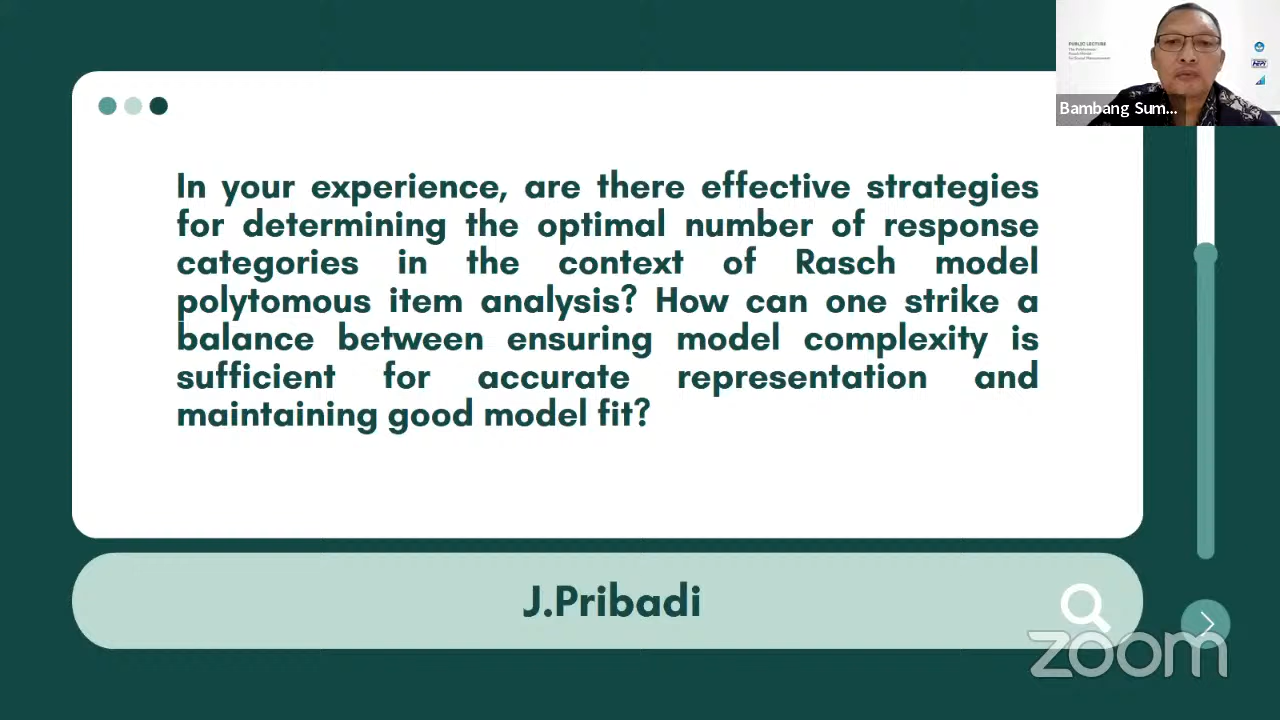 PUBLIC LECTURE
Bambang Sum...
In your experience, are there effective strategies
for determining the optimal number of response
categories in the context of Rasch model
polytomous item analysis? How can one strike a
balance between ensuring model complexity is
sufficient for accurate representation and
maintaining good model fit?
J.Pribadi
zoom